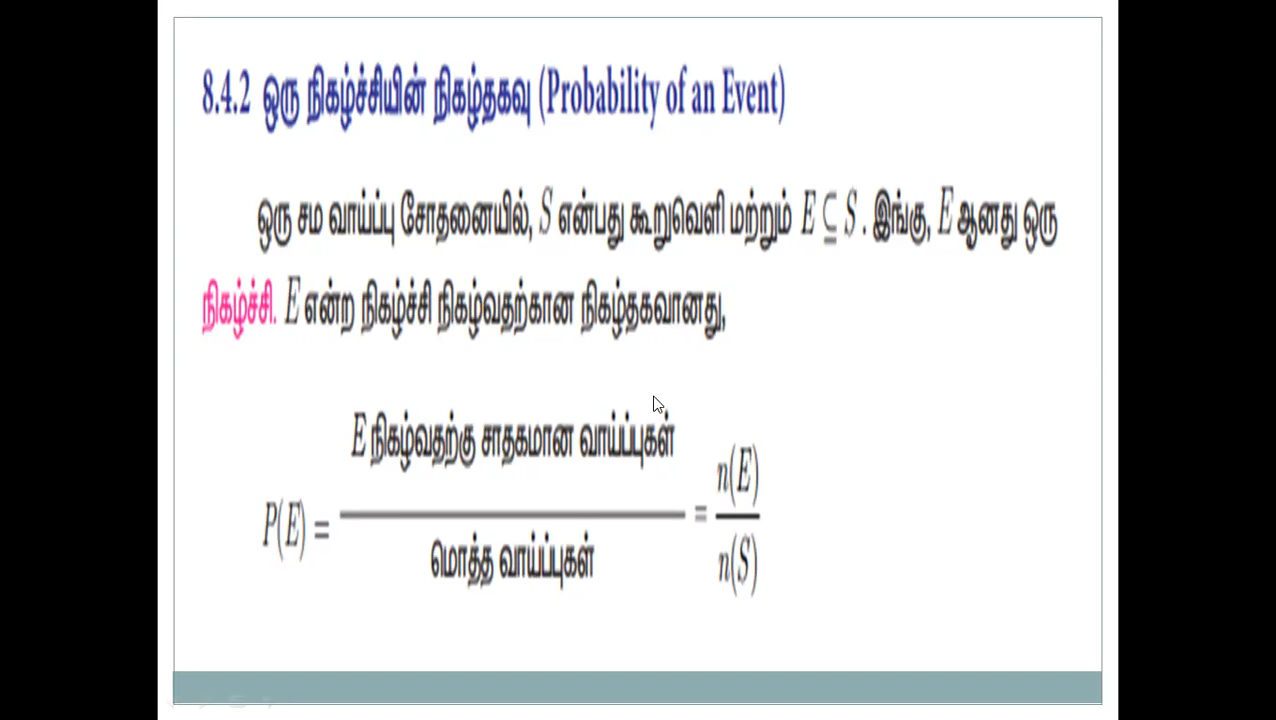 8.4.2 ஒரு நிகழ்ச்சியின் நிகழ்தகவு (Probability of an Event)
ஒரு சம வாய்ப்பு சோதனையில், S என்பது கூறுவெளி மற்றும் E ⊆ S . இங்கு, E ஆனது ஒரு
நிகழ்ச்சி. E என்ற நிகழ்ச்சி நிகழ்வதற்கான நிகழ்தகவானது,
P(E) = E நிகழ்வதற்கு சாதகமான வாய்ப்புகள் / மொத்த வாய்ப்புகள் = n(E) / n(S)